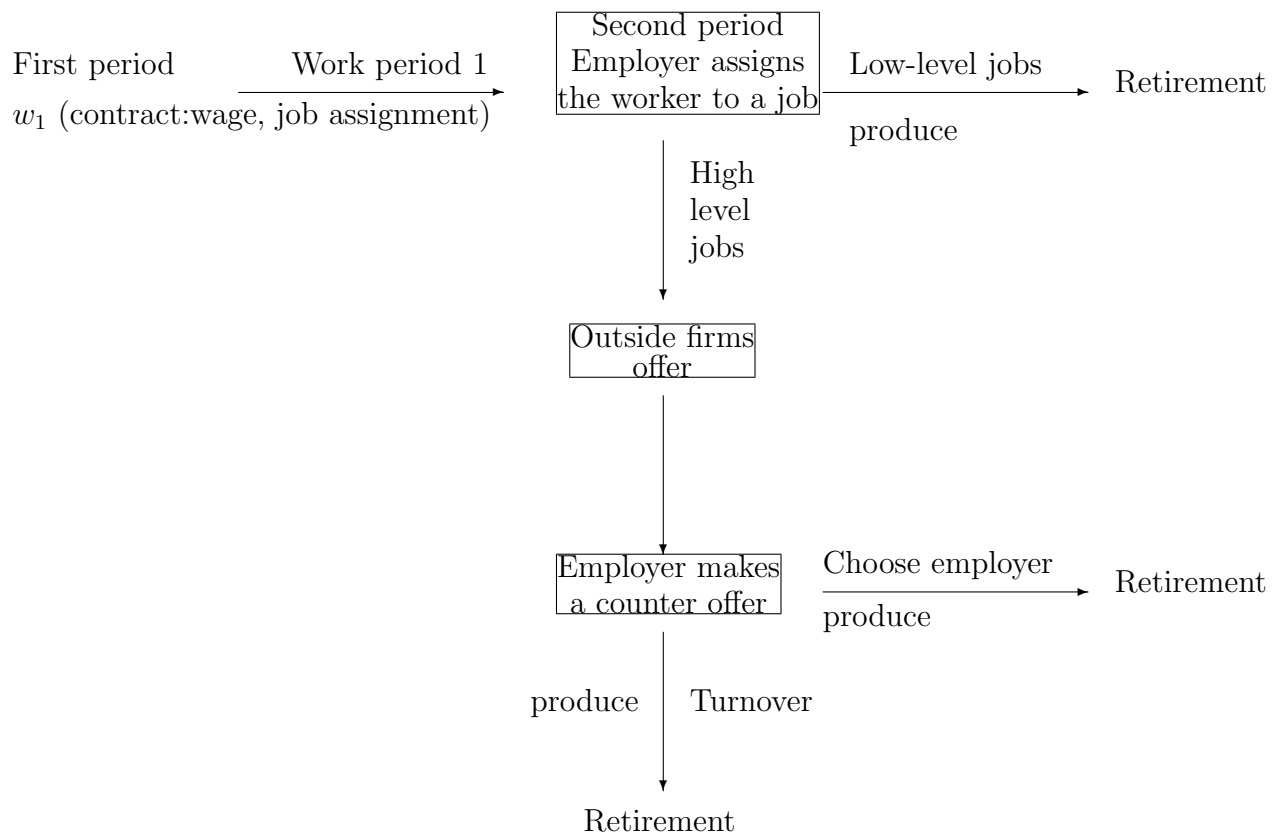 First period
Work period 1
w₁ (contract:wage, job assignment)
Second period
Employer assigns
the worker to a job
Low-level jobs
produce
Retirement
High
level
jobs
Outside firms
offer
Employer makes
a counter offer
Choose employer
produce
Retirement
produce
Turnover
Retirement